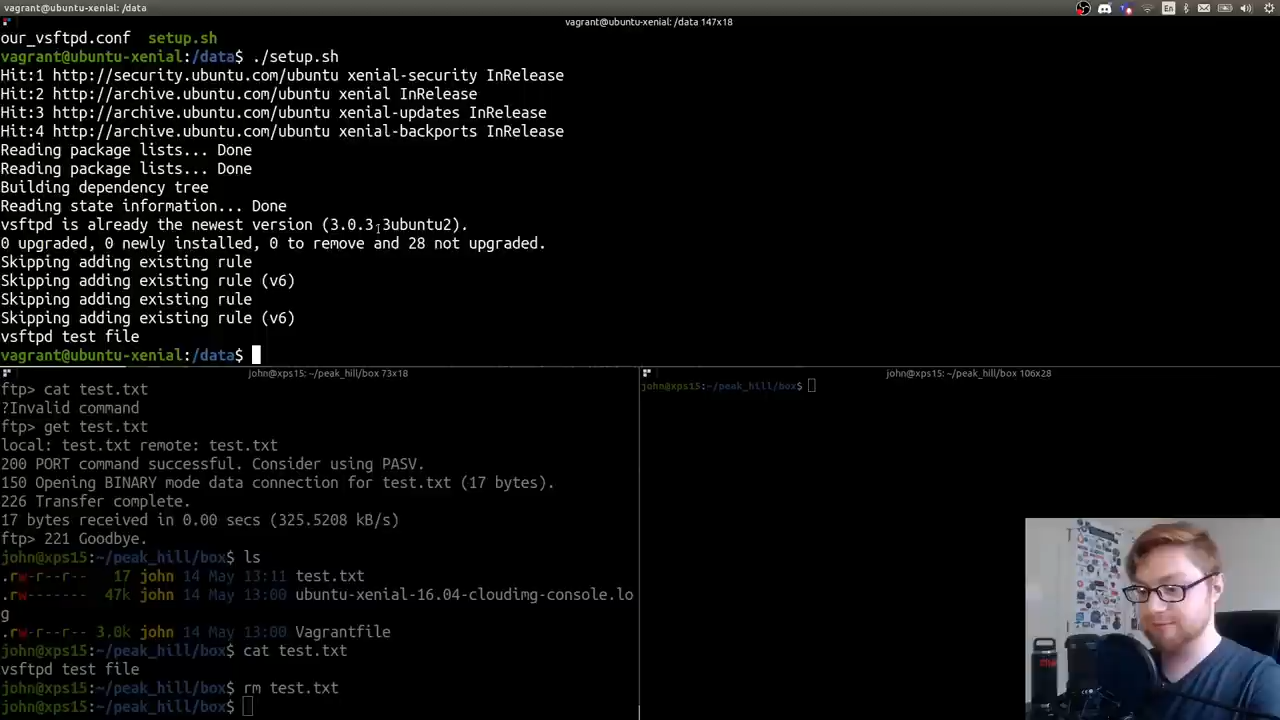 vagrant@ubuntu-xenial: /data
En
vagrant@ubuntu-xenial: /data 147x18
our_vsftpd.conf  setup.sh
vagrant@ubuntu-xenial:/data$ ./setup.sh
Hit:1 http://security.ubuntu.com/ubuntu xenial-security InRelease
Hit:2 http://archive.ubuntu.com/ubuntu xenial InRelease
Hit:3 http://archive.ubuntu.com/ubuntu xenial-updates InRelease
Hit:4 http://archive.ubuntu.com/ubuntu xenial-backports InRelease
Reading package lists... Done
Reading package lists... Done
Building dependency tree
Reading state information... Done
vsftpd is already the newest version (3.0.3-3ubuntu2).
0 upgraded, 0 newly installed, 0 to remove and 28 not upgraded.
Skipping adding existing rule
Skipping adding existing rule (v6)
Skipping adding existing rule
Skipping adding existing rule (v6)
vsftpd test file
vagrant@ubuntu-xenial:/data$
john@xps15: ~/peak_hill/box 73x18
ftp> cat test.txt
?Invalid command
ftp> get test.txt
local: test.txt remote: test.txt
200 PORT command successful. Consider using PASV.
150 Opening BINARY mode data connection for test.txt (17 bytes).
226 Transfer complete.
17 bytes received in 0.00 secs (325.5208 kB/s)
ftp> 221 Goodbye.
john@xps15:~/peak_hill/box$ ls
.rw-r--r--  17 john 14 May 13:11 test.txt
.rw------- 47k john 14 May 13:00 ubuntu-xenial-16.04-cloudimg-console.lo
g
.rw-r--r-- 3.0k john 14 May 13:00 Vagrantfile
john@xps15:~/peak_hill/box$ cat test.txt
vsftpd test file
john@xps15:~/peak_hill/box$ rm test.txt
john@xps15:~/peak_hill/box$
john@xps15: ~/peak_hill/box 106x28
john@xps15:~/peak_hill/box$